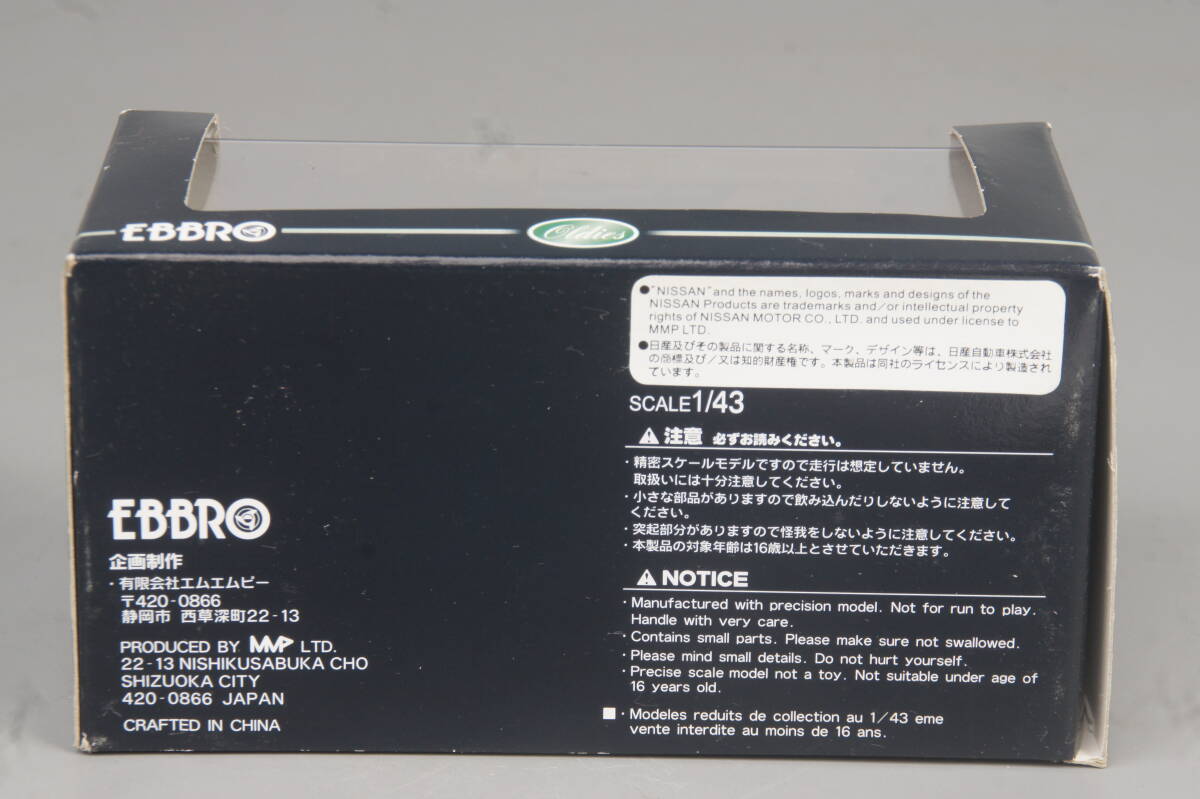 EBBRO
Oldies
●"NISSAN" and the names, logos, marks and designs of the
NISSAN Products are trademarks and/or intellectual property
rights of NISSAN MOTOR CO., LTD. and used under license to
MMP LTD.
●日産及びその製品に関する名称、マーク、デザイン等は、日産自動車株式会社
の商標及び/又は知的財産権です。本製品は同社のライセンスにより製造され
ています。
SCALE1/43
⚠注意 必ずお読みください。
・精密スケールモデルですので走行は想定していません。
取扱いには十分注意してください。
・小さな部品がありますので飲み込んだりしないように注意して
ください。
・突起部分がありますので怪我をしないように注意してください。
・本製品の対象年齢は16歳以上とさせていただきます。
⚠NOTICE
・Manufactured with precision model. Not for run to play.
Handle with very care.
・Contains small parts. Please make sure not swallowed.
・Please mind small details. Do not hurt yourself.
・Precise scale model not a toy. Not suitable under age of
16 years old.
■・Modeles reduits de collection au 1/43 eme
vente interdite au moins de 16 ans.
EBBRO
企画制作
・有限会社エムエムピー
〒420-0866
静岡市 西草深町22-13
PRODUCED BY MMP LTD.
22-13 NISHIKUSABUKA CHO
SHIZUOKA CITY
420-0866 JAPAN
CRAFTED IN CHINA